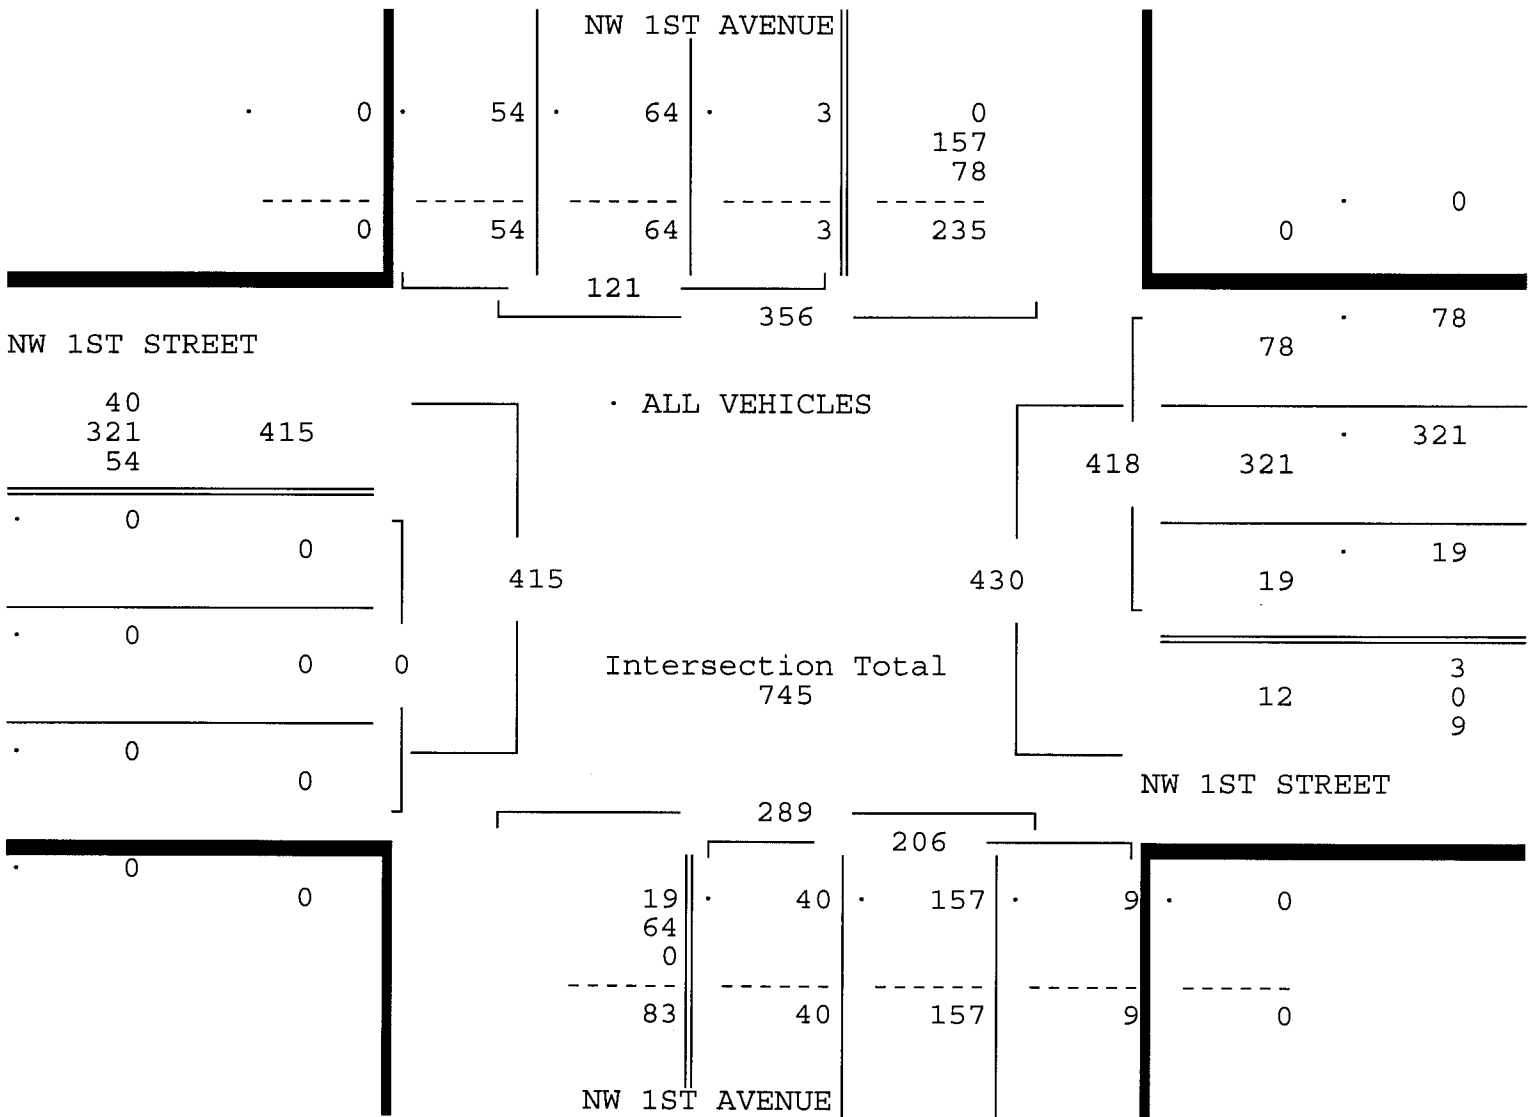 NW 1ST AVENUE
· 0 · 54 · 64 · 3 0
157
78
------ ------ ------ ------ ------
· 0
0 54 64 3 235
0
121
356
· 78
78
NW 1ST STREET
40
· ALL VEHICLES
321 415
· 321
54
418 321
· 0
0
· 19
415
430
19
· 0
0 0
Intersection Total
3
745
12 0
9
· 0
0
NW 1ST STREET
289
206
· 0
0
19 · 40 · 157 · 9 · 0
64
0
------ ------ ------ ------ ------
83 40 157 9 0
NW 1ST AVENUE